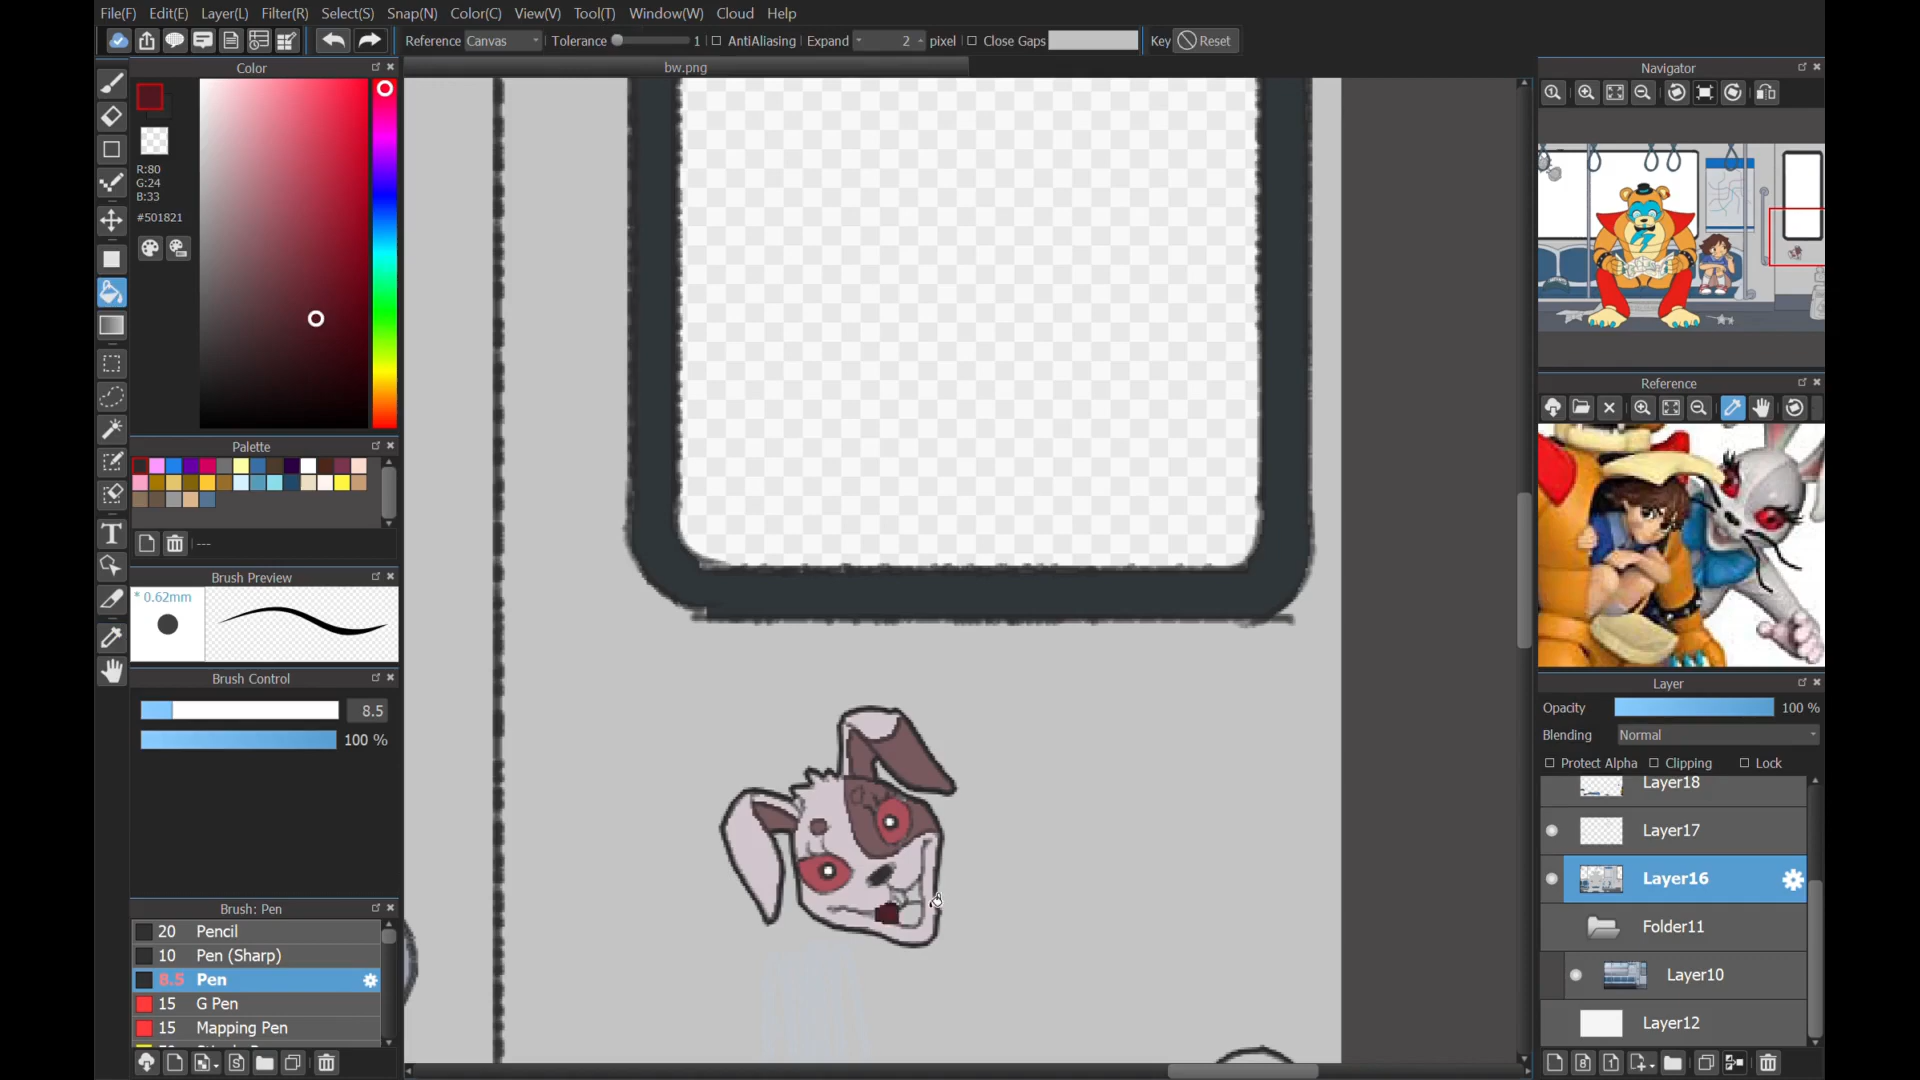 File(F) Edit(E) Layer(L) Filter(R) Select(S) Snap(N) Color(C) View(V) Tool(T) Window(W) Cloud Help
Reference Canvas Tolerance 1 AntiAliasing Expand 2 pixel Close Gaps Key Reset
Color
bw.png
Navigator
R:80
G:24
B:33
#501821
Palette
---
Brush Preview
* 0.62mm
Brush Control
8.5
100 %
Brush: Pen
20 Pencil
10 Pen (Sharp)
8.5 Pen
15 G Pen
15 Mapping Pen
Reference
Layer
Opacity 100 %
Blending Normal
Protect Alpha Clipping Lock
Layer18
Layer17
Layer16
Folder11
Layer10
Layer12